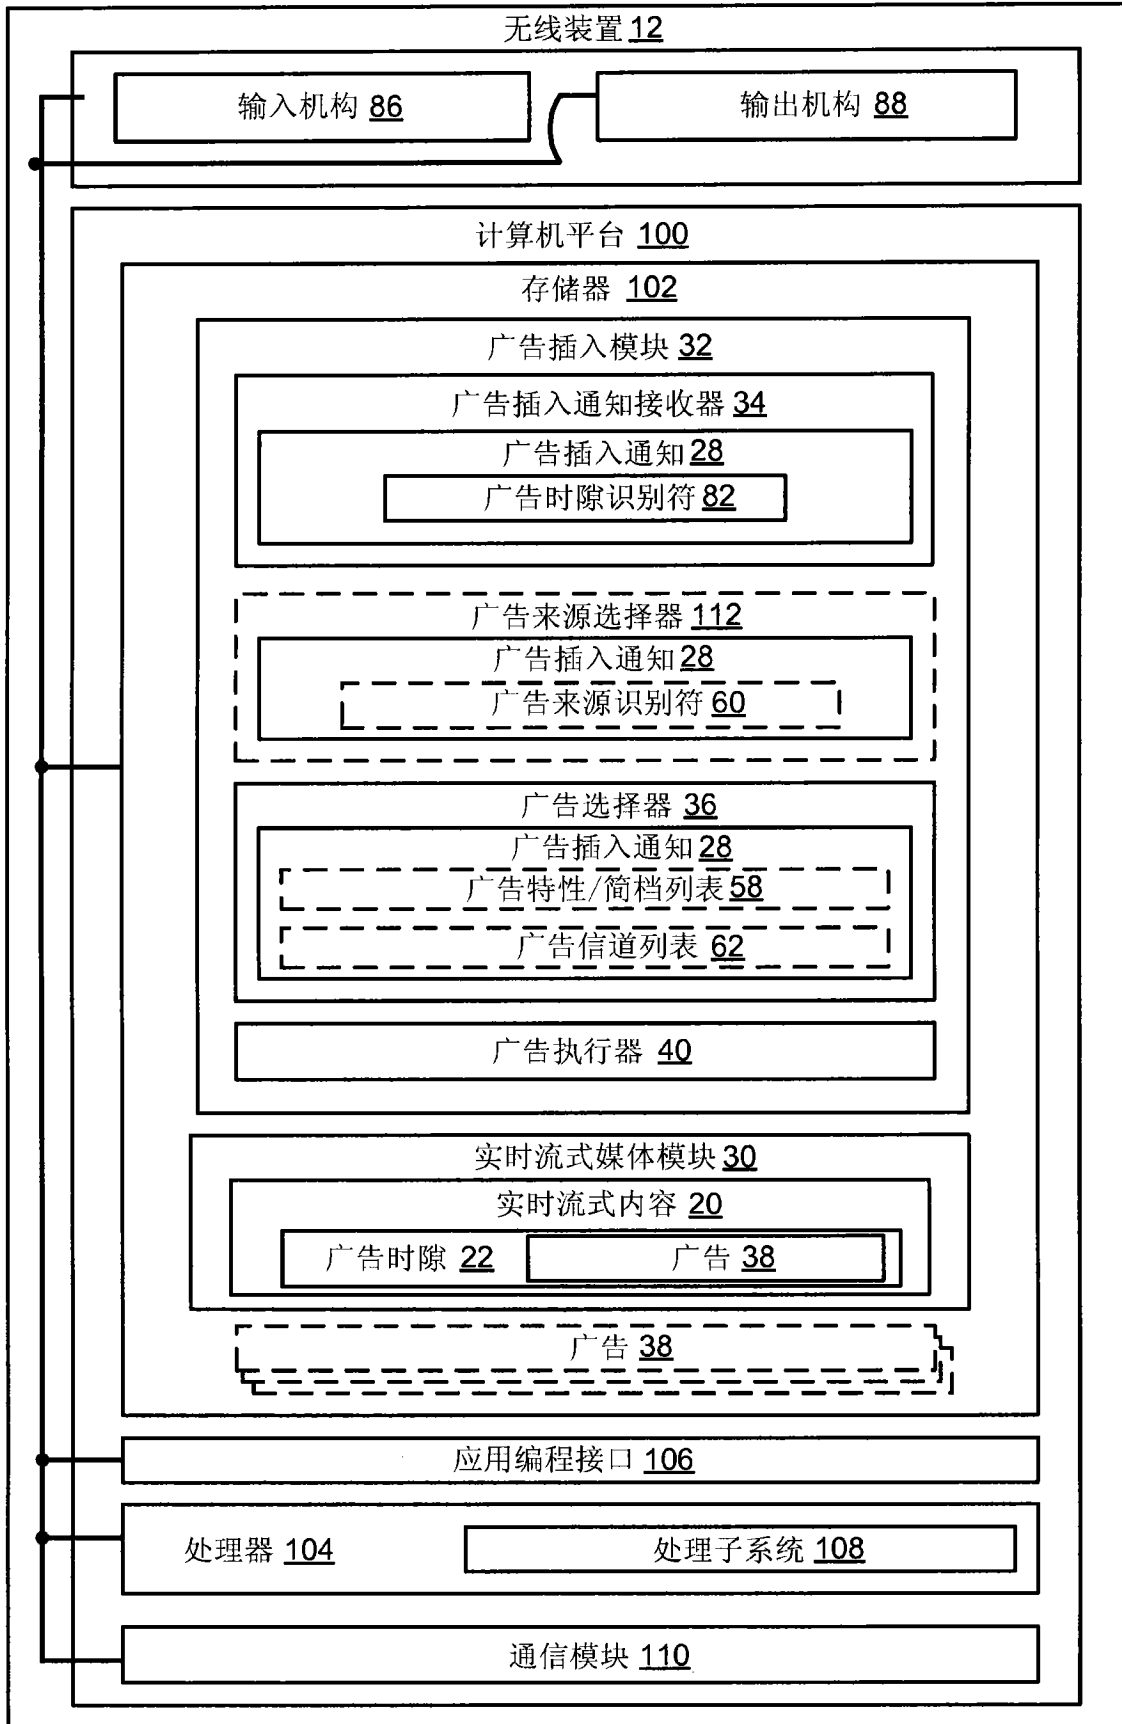 无线装置 12
输入机构 86
输出机构 88
计算机平台 100
存储器 102
广告插入模块 32
广告插入通知接收器 34
广告插入通知 28
广告时隙识别符 82
广告来源选择器 112
广告插入通知 28
广告来源识别符 60
广告选择器 36
广告插入通知 28
广告特性/简档列表 58
广告信道列表 62
广告执行器 40
实时流式媒体模块 30
实时流式内容 20
广告时隙 22
广告 38
广告 38
应用编程接口 106
处理器 104
处理子系统 108
通信模块 110